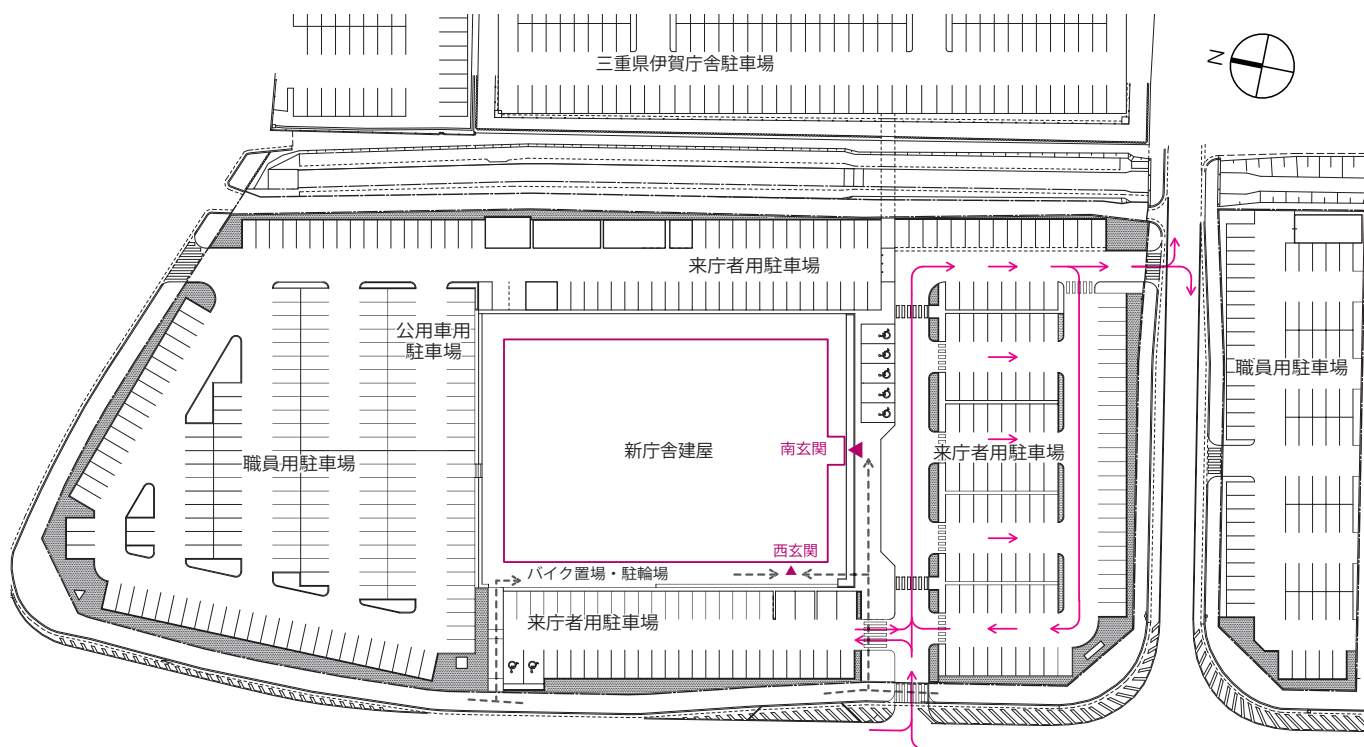 三重県伊賀庁舎駐車場
N
来庁者用駐車場
公用車用
駐車場
職員用駐車場
新庁舎建屋
南玄関
来庁者用駐車場
職員用駐車場
西玄関
バイク置場・駐輪場
来庁者用駐車場